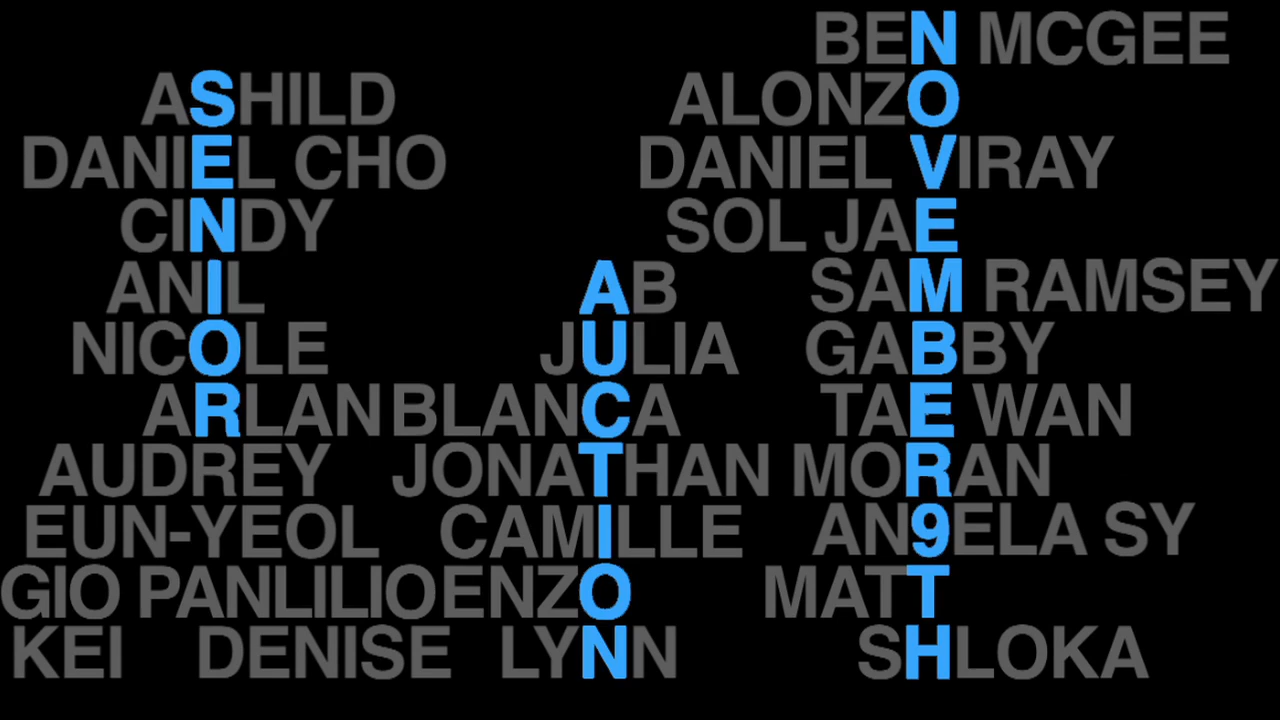 BEN MCGEE
ASHILD ALONZO
DANIEL CHO DANIEL VIRAY
CINDY SOL JAE
ANIL AB SAM RAMSEY
NICOLE JULIA GABBY
ARLAN BLANCA TAE WAN
AUDREY JONATHAN MORAN
EUN-YEOL CAMILLE AN9ELA SY
GIO PANLILIO ENZO MATT
KEI DENISE LYNN SHLOKA